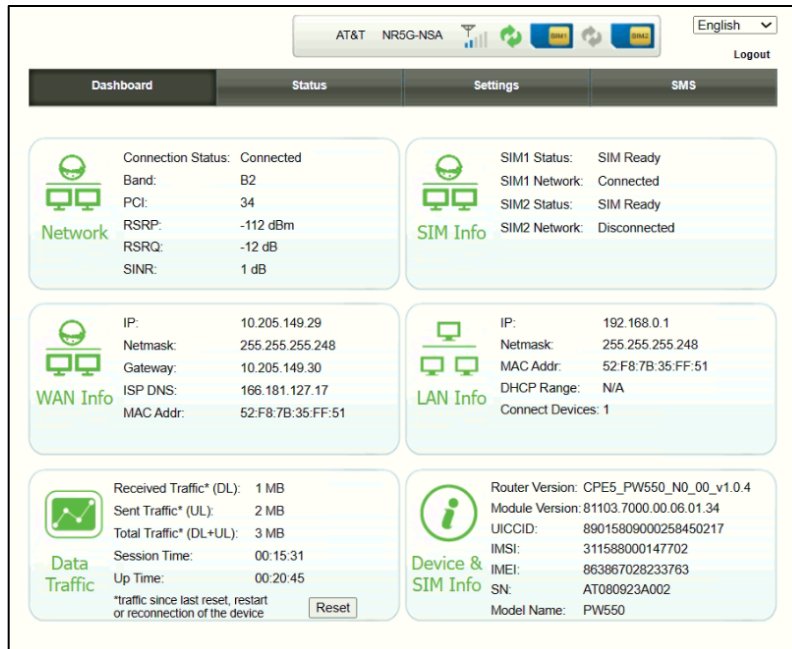 AT&T NR5G-NSA SIM1 SIM2 English
Logout
Dashboard Status Settings SMS
Network
Connection Status: Connected
Band: B2
PCI: 34
RSRP: -112 dBm
RSRQ: -12 dB
SINR: 1 dB
SIM Info
SIM1 Status: SIM Ready
SIM1 Network: Connected
SIM2 Status: SIM Ready
SIM2 Network: Disconnected
WAN Info
IP: 10.205.149.29
Netmask: 255.255.255.248
Gateway: 10.205.149.30
ISP DNS: 166.181.127.17
MAC Addr: 52:F8:7B:35:FF:51
LAN Info
IP: 192.168.0.1
Netmask: 255.255.255.248
MAC Addr: 52:F8:7B:35:FF:51
DHCP Range: N/A
Connect Devices: 1
Data
Traffic
Received Traffic* (DL): 1 MB
Sent Traffic* (UL): 2 MB
Total Traffic* (DL+UL): 3 MB
Session Time: 00:15:31
Up Time: 00:20:45
*traffic since last reset, restart
or reconnection of the device
Reset
i
Device &
SIM Info
Router Version: CPE5_PW550_N0_00_v1.0.4
Module Version: 81103.7000.00.06.01.34
UICCID: 89015809000258450217
IMSI: 311588000147702
IMEI: 863867028233763
SN: AT080923A002
Model Name: PW550